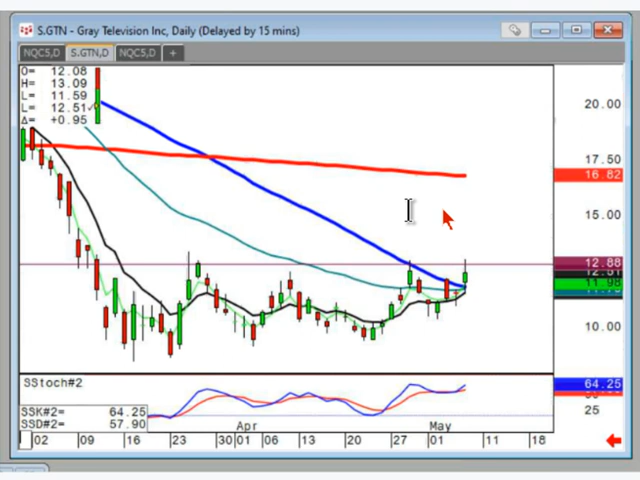 S.GTN - Gray Television Inc, Daily (Delayed by 15 mins)
NQC5,D S.GTN,D NQC5,D +
O= 12.08
H= 13.09
L= 11.59
L= 12.51
Δ= +0.95
20.00
17.50
16.82
15.00
12.88
11.98
10.00
SStoch#2
64.25
25
SSK#2= 64.25
SSD#2= 57.90
Apr May
02 09 16 23 30 01 06 13 20 27 01 11 18